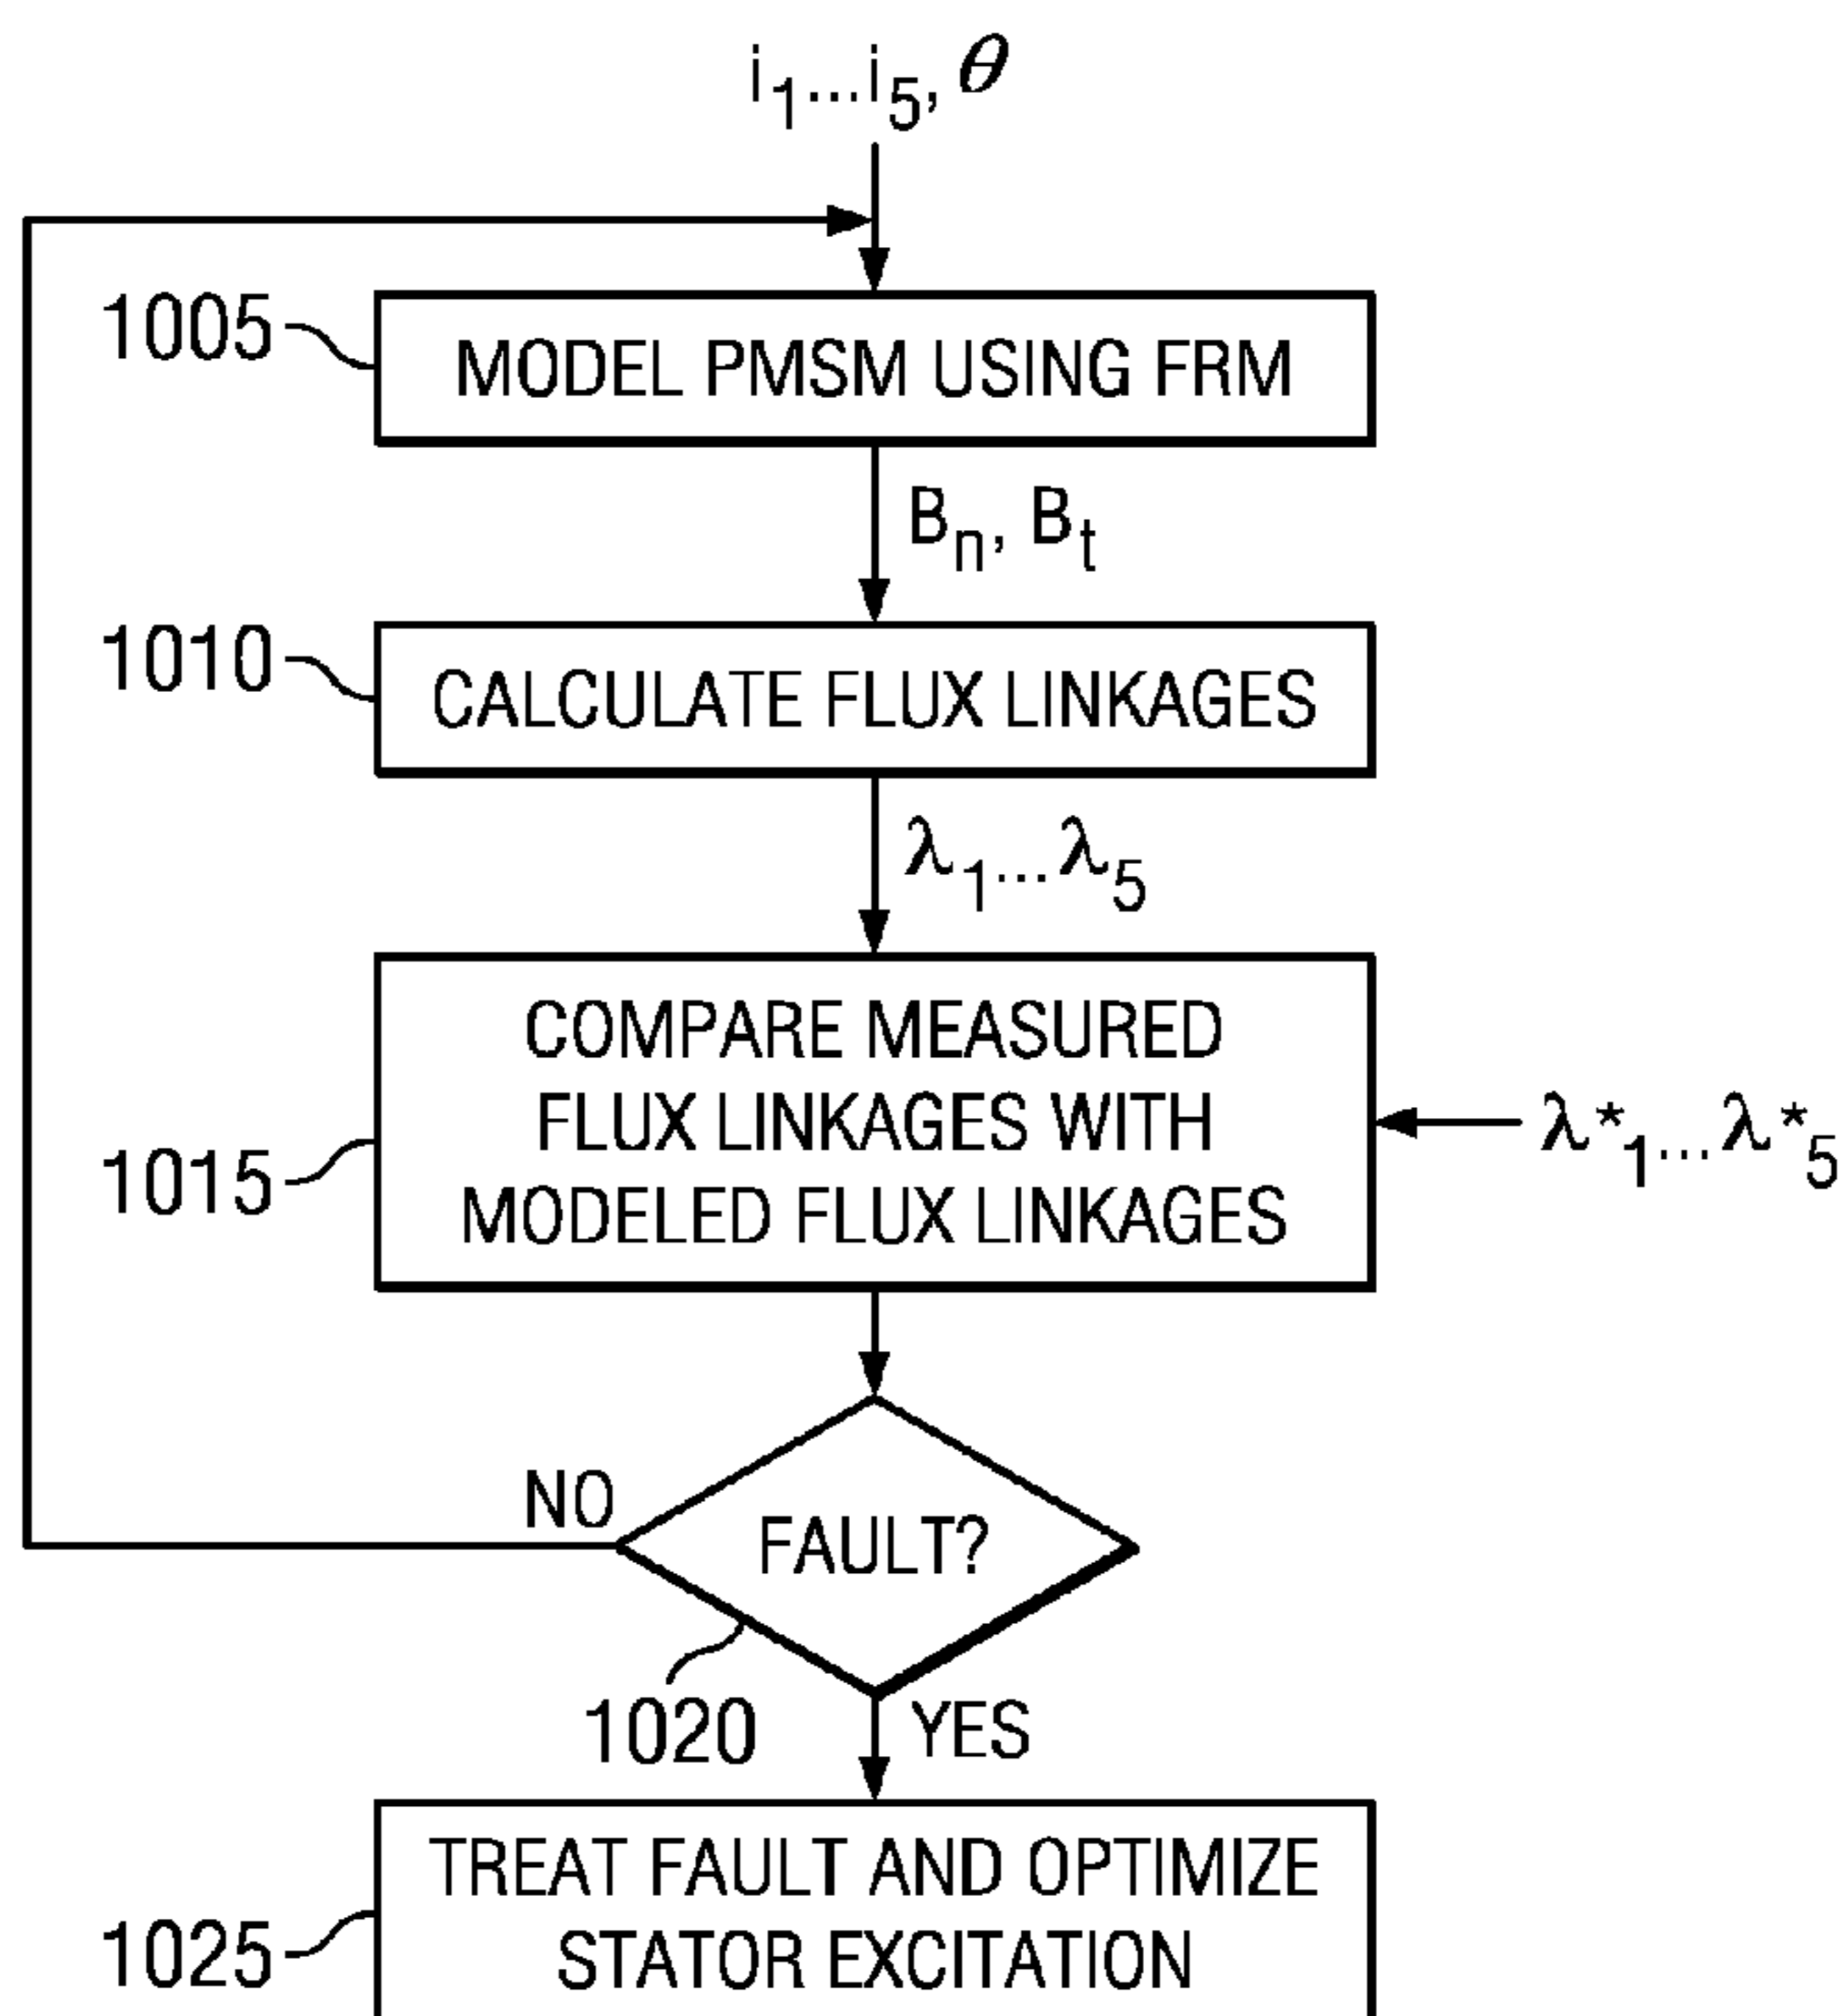 i1...i5, θ
1005
MODEL PMSM USING FRM
Bn, Bt
1010
CALCULATE FLUX LINKAGES
λ1...λ5
COMPARE MEASURED
FLUX LINKAGES WITH
MODELED FLUX LINKAGES
1015
λ*1...λ*5
NO
FAULT?
1020
YES
TREAT FAULT AND OPTIMIZE
STATOR EXCITATION
1025